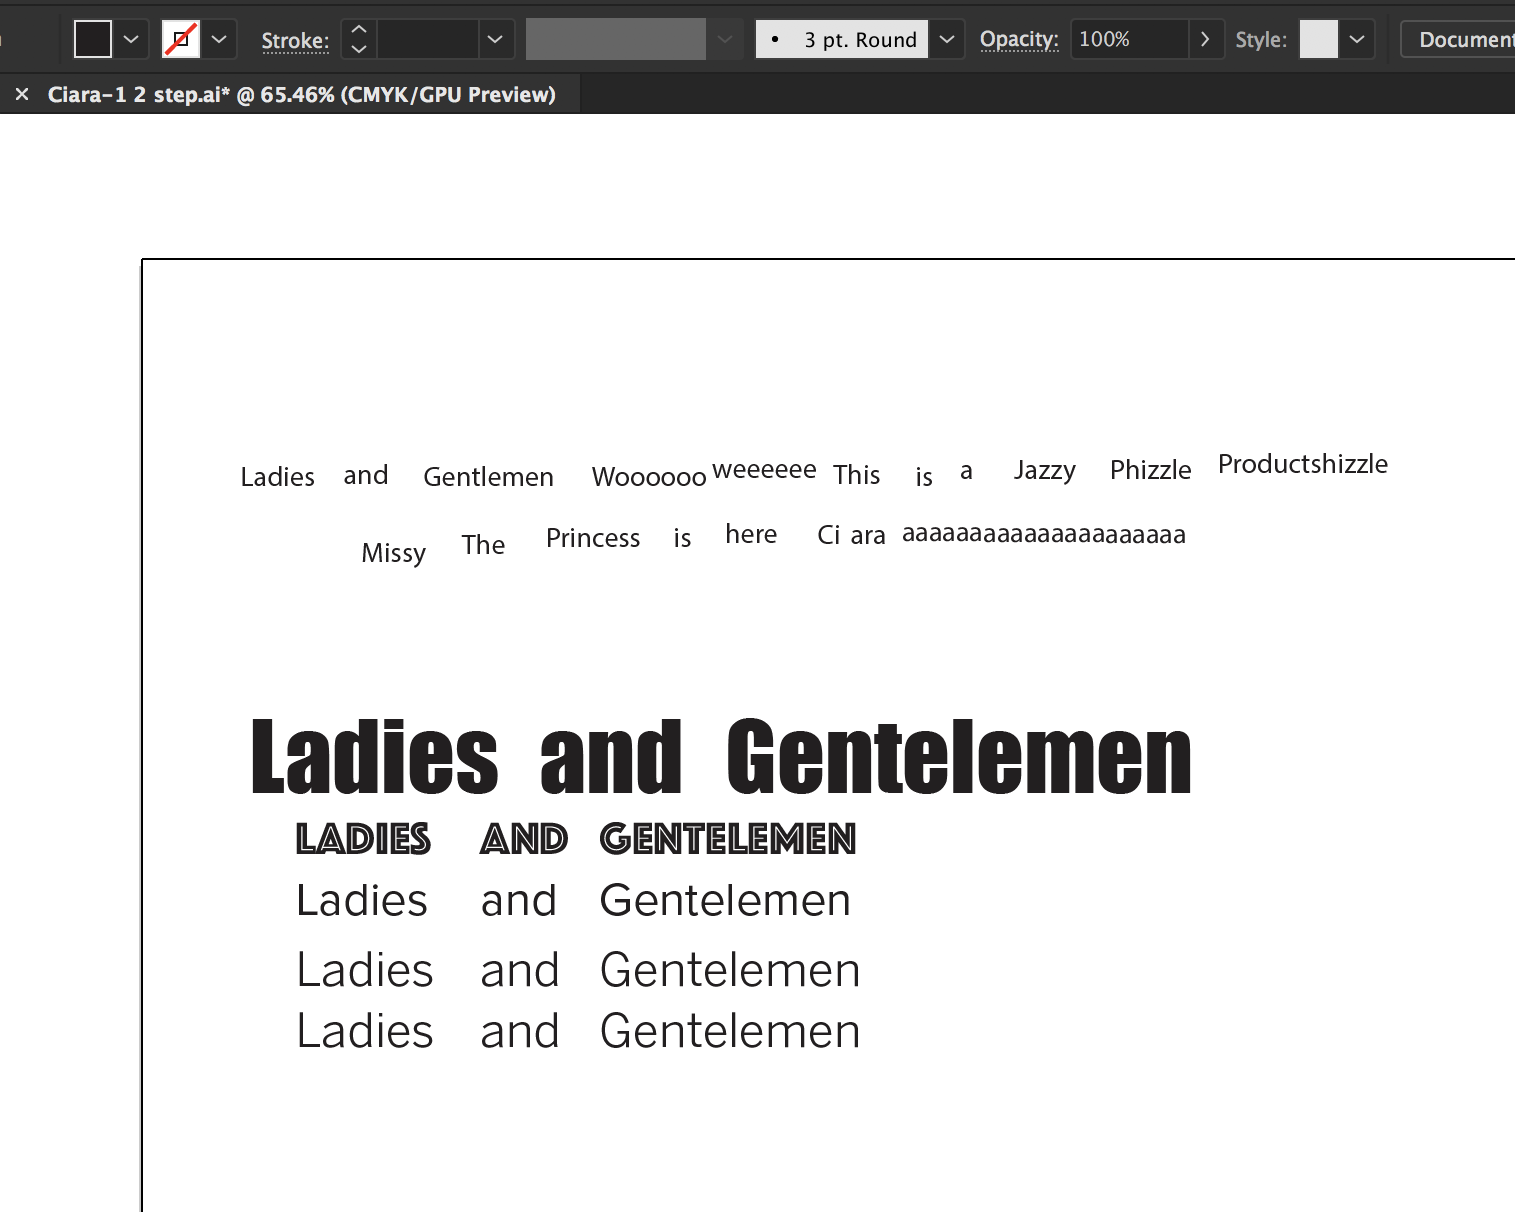 Stroke: 3 pt. Round Opacity: 100% Style: Document
Ciara-1 2 step.ai* @ 65.46% (CMYK/GPU Preview)
Ladies and Gentlemen Woooooo weeeeee This is a Jazzy Phizzle Productshizzle
Missy The Princess is here Ci ara aaaaaaaaaaaaaaaaaaaaa
Ladies and Gentelemen
LADIES AND GENTELEMEN
Ladies and Gentelemen
Ladies and Gentelemen
Ladies and Gentelemen